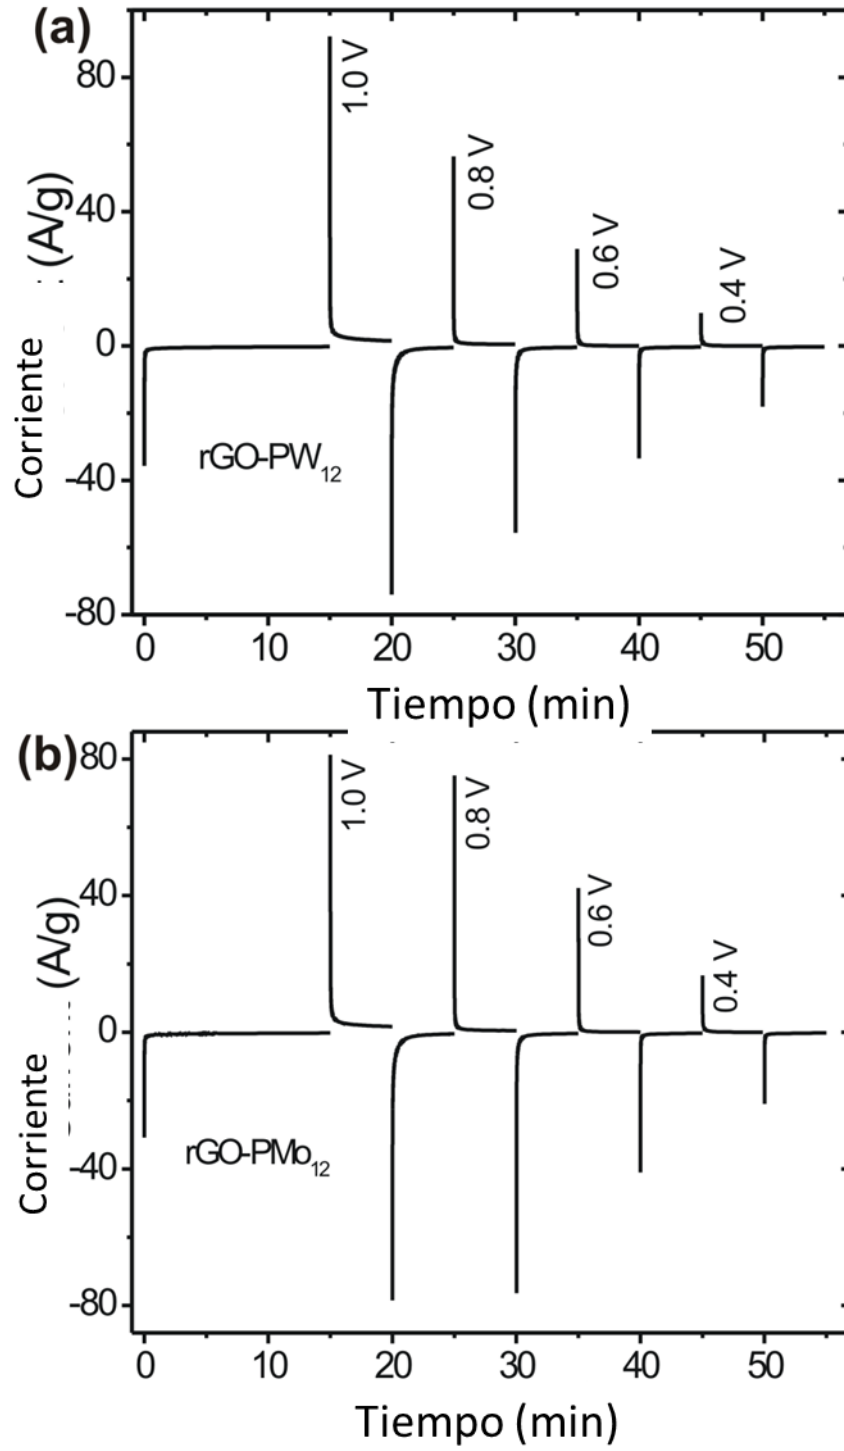 (a)
80
40
0
-40
-80
Corriente (A/g)
1.0 V
0.8 V
0.6 V
0.4 V
rGO-PW12
0 10 20 30 40 50
Tiempo (min)
(b)
80
40
0
-40
-80
Corriente (A/g)
1.0 V
0.8 V
0.6 V
0.4 V
rGO-PMo12
0 10 20 30 40 50
Tiempo (min)